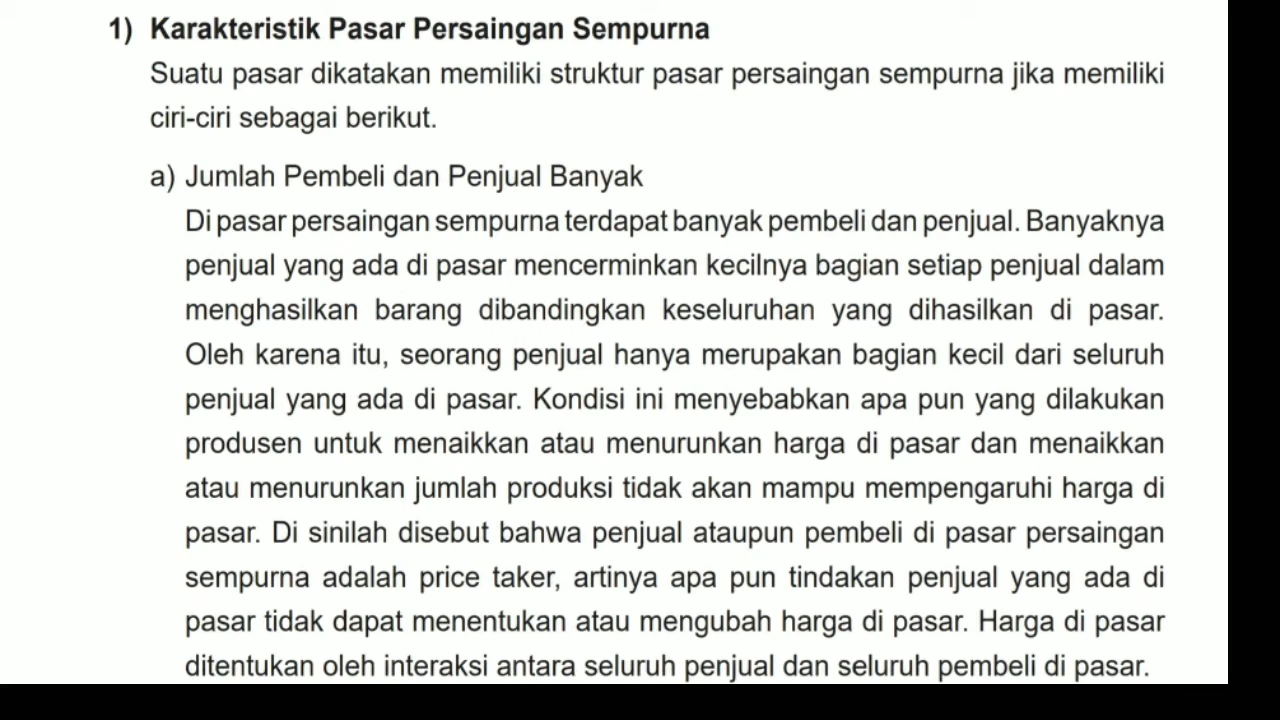 1) Karakteristik Pasar Persaingan Sempurna
Suatu pasar dikatakan memiliki struktur pasar persaingan sempurna jika memiliki
ciri-ciri sebagai berikut.
a) Jumlah Pembeli dan Penjual Banyak
Di pasar persaingan sempurna terdapat banyak pembeli dan penjual. Banyaknya
penjual yang ada di pasar mencerminkan kecilnya bagian setiap penjual dalam
menghasilkan barang dibandingkan keseluruhan yang dihasilkan di pasar.
Oleh karena itu, seorang penjual hanya merupakan bagian kecil dari seluruh
penjual yang ada di pasar. Kondisi ini menyebabkan apa pun yang dilakukan
produsen untuk menaikkan atau menurunkan harga di pasar dan menaikkan
atau menurunkan jumlah produksi tidak akan mampu mempengaruhi harga di
pasar. Di sinilah disebut bahwa penjual ataupun pembeli di pasar persaingan
sempurna adalah price taker, artinya apa pun tindakan penjual yang ada di
pasar tidak dapat menentukan atau mengubah harga di pasar. Harga di pasar
ditentukan oleh interaksi antara seluruh penjual dan seluruh pembeli di pasar.